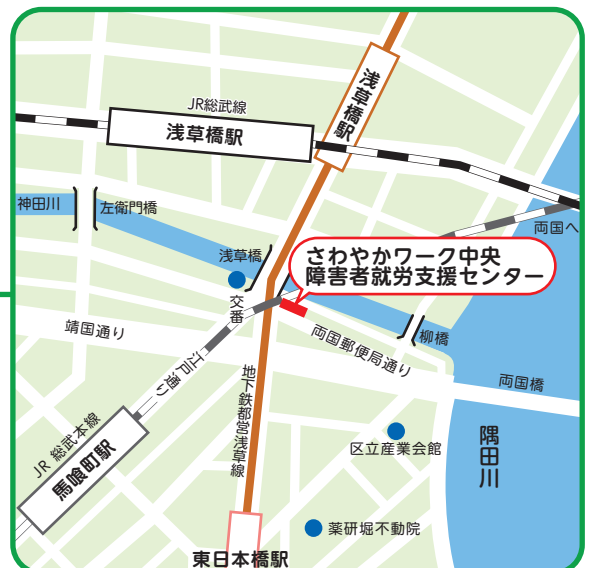 JR総武線
浅草橋駅
浅草橋駅
神田川
左衛門橋
両国へ
浅草橋
さわやかワーク中央
障害者就労支援センター
交番
靖国通り
江戸通り
両国郵便局通り
柳橋
両国橋
地下鉄都営浅草線
JR 総武本線
馬喰町駅
区立産業会館
隅田川
薬研堀不動院
東日本橋駅